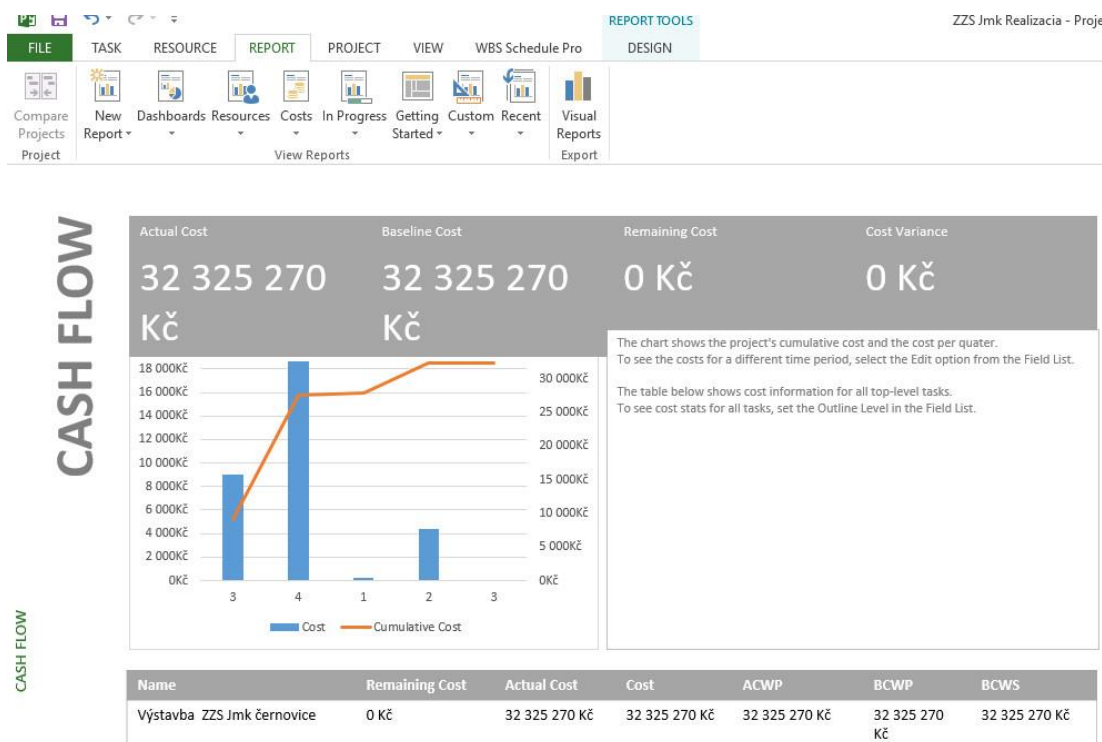 REPORT TOOLS
ZZS Jmk Realizacia - Proje
FILE TASK RESOURCE REPORT PROJECT VIEW WBS Schedule Pro DESIGN
Compare Projects
New Report
Dashboards
Resources
Costs
In Progress
Getting Started
Custom
Recent
Visual Reports
Project
View Reports
Export
CASH FLOW
Actual Cost
32 325 270
Kč
Baseline Cost
32 325 270
Kč
Remaining Cost
0 Kč
Cost Variance
0 Kč
18 000Kč
16 000Kč
14 000Kč
12 000Kč
10 000Kč
8 000Kč
6 000Kč
4 000Kč
2 000Kč
0Kč
30 000Kč
25 000Kč
20 000Kč
15 000Kč
10 000Kč
5 000Kč
0Kč
3 4 1 2 3
Cost Cumulative Cost
The chart shows the project's cumulative cost and the cost per quater.
To see the costs for a different time period, select the Edit option from the Field List.
The table below shows cost information for all top-level tasks.
To see cost stats for all tasks, set the Outline Level in the Field List.
CASH FLOW
Name Remaining Cost Actual Cost Cost ACWP BCWP BCWS
Výstavba ZZS Jmk černovice 0 Kč 32 325 270 Kč 32 325 270 Kč 32 325 270 Kč 32 325 270 Kč 32 325 270 Kč